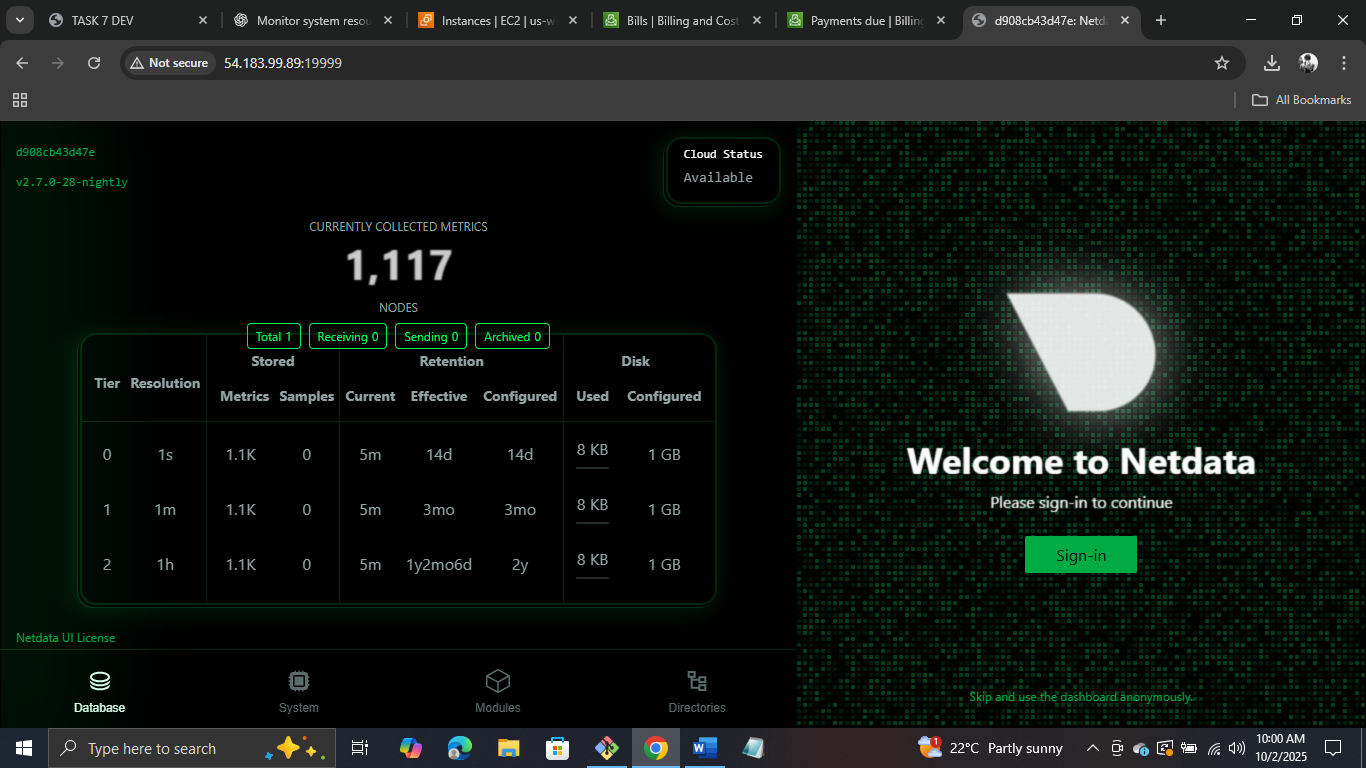 TASK 7 DEV
Monitor system resou
Instances | EC2 | us-w
Bills | Billing and Cost
Payments due | Billing
d908cb43d47e: Netda
Not secure
54.183.99.89:19999
All Bookmarks
d908cb43d47e
v2.7.0-28-nightly
Cloud Status
Available
CURRENTLY COLLECTED METRICS
1,117
NODES
Total 1 Receiving 0 Sending 0 Archived 0
Stored Retention Disk
Tier Resolution
Metrics Samples Current Effective Configured Used Configured
0 1s 1.1K 0 5m 14d 14d 8 KB 1 GB
1 1m 1.1K 0 5m 3mo 3mo 8 KB 1 GB
2 1h 1.1K 0 5m 1y2mo6d 2y 8 KB 1 GB
Netdata UI License
Database System Modules Directories
Welcome to Netdata
Please sign-in to continue
Sign-in
Skip and use the dashboard anonymously.
Type here to search
1
22°C Partly sunny
10:00 AM
10/2/2025